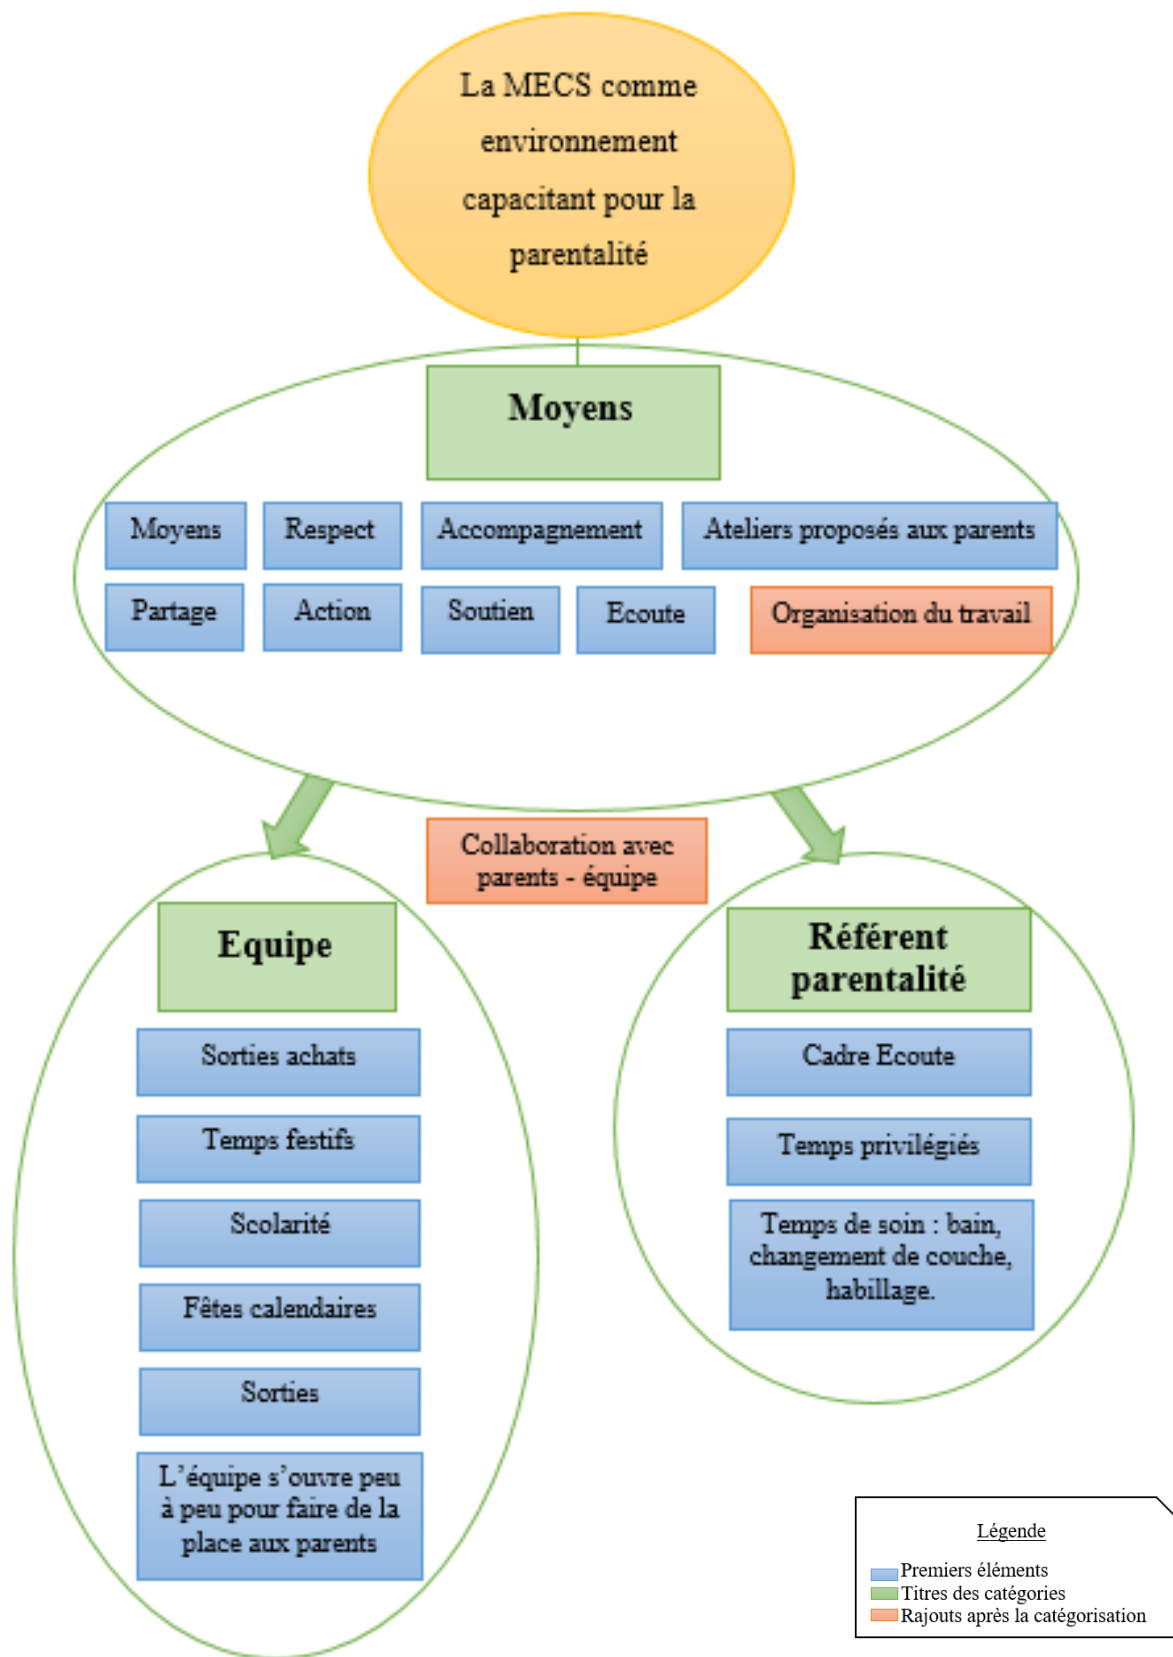 La MECS comme
environnement
capacitant pour la
parentalité
Moyens
Moyens
Respect
Accompagnement
Ateliers proposés aux parents
Partage
Action
Soutien
Ecoute
Organisation du travail
Collaboration avec
parents - équipe
Equipe
Sorties achats
Temps festifs
Scolarité
Fêtes calendaires
Sorties
L’équipe s’ouvre peu
à peu pour faire de la
place aux parents
Référent
parentalité
Cadre Ecoute
Temps privilégiés
Temps de soin : bain,
changement de couche,
habillage.
Légende
Premiers éléments
Titres des catégories
Rajouts après la catégorisation